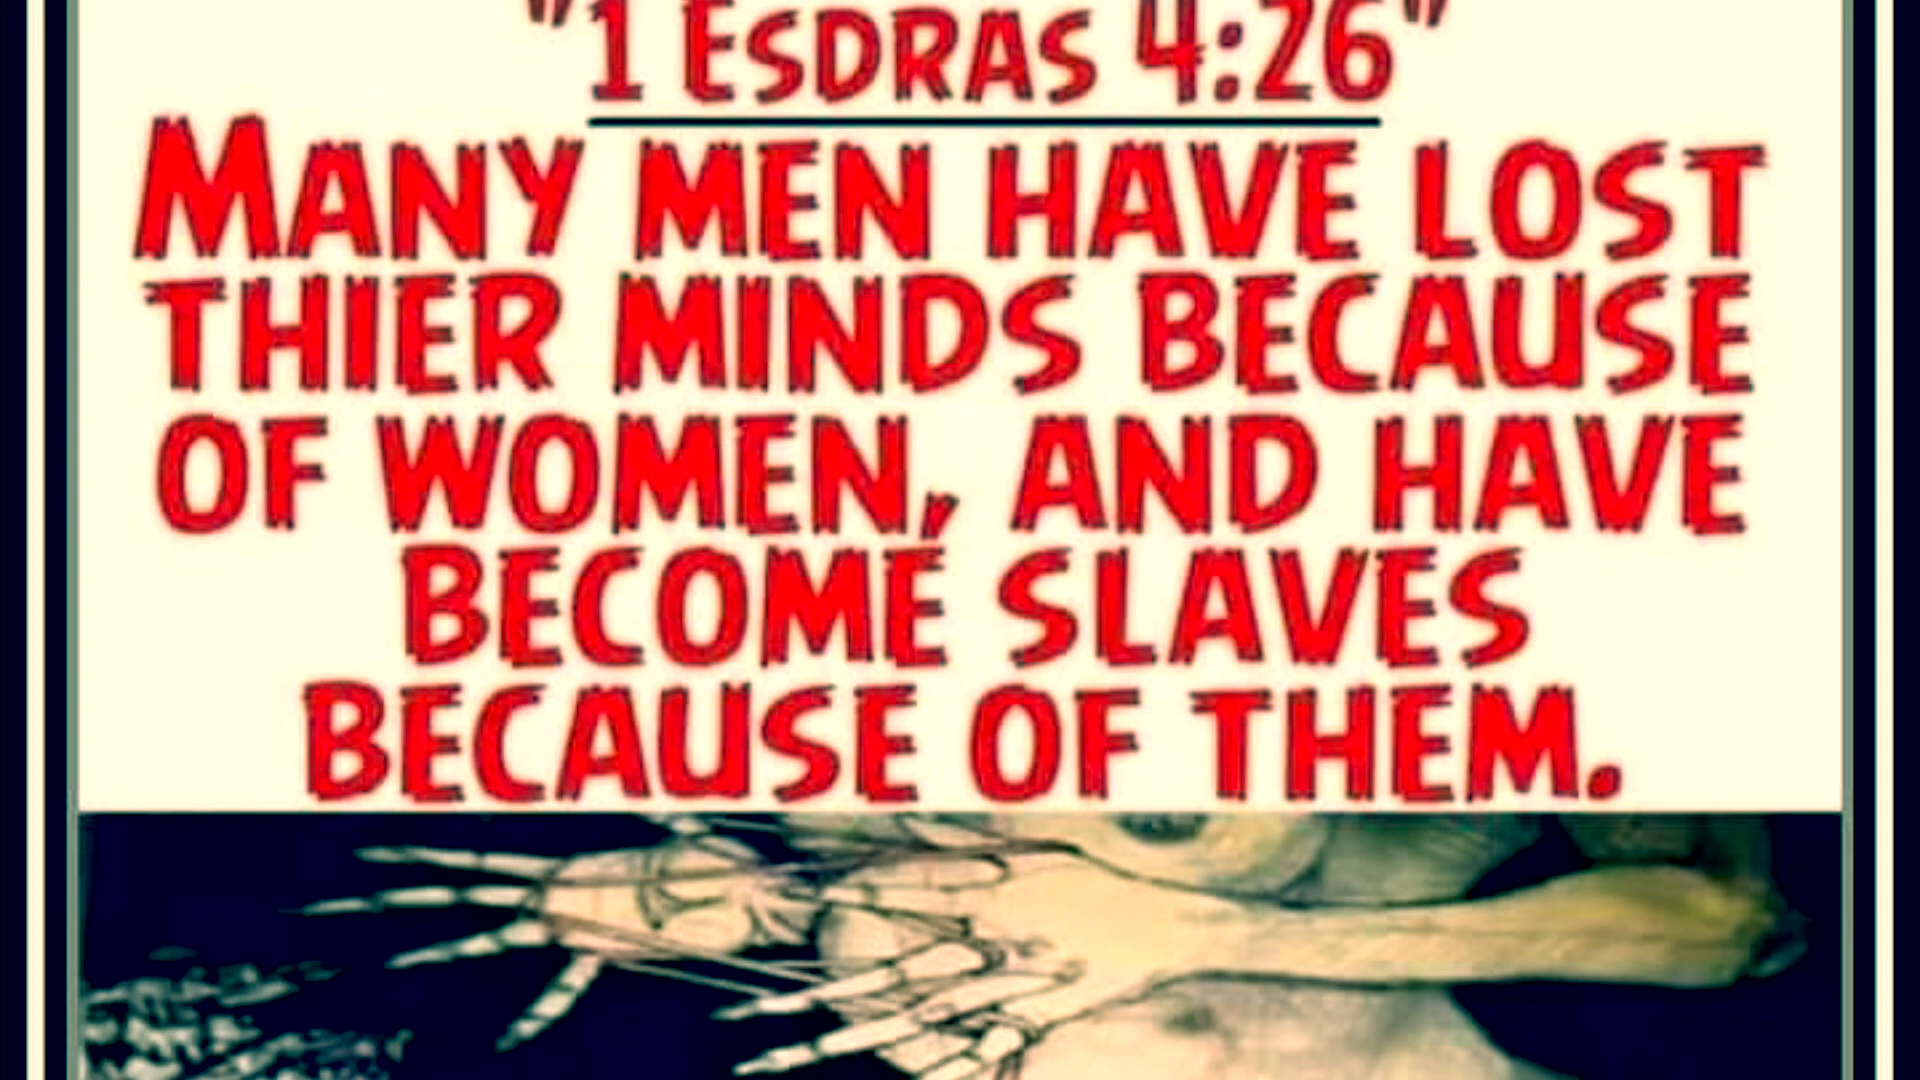 "1 Esdras 4:26"
Many men have lost
thier minds because
of women, and have
become slaves
because of them.